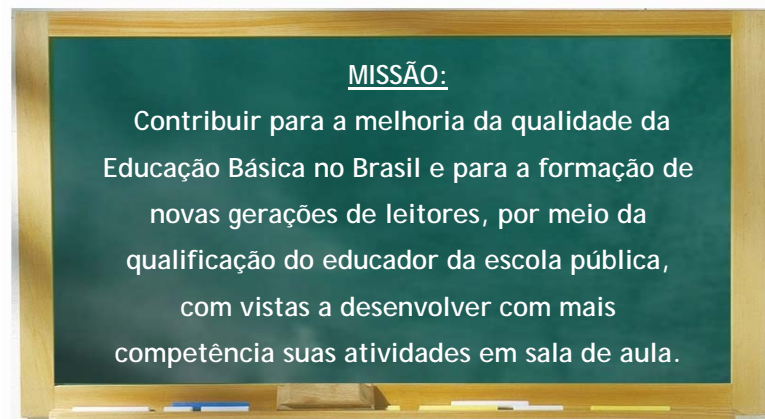 MISSÃO:
Contribuir para a melhoria da qualidade da
Educação Básica no Brasil e para a formação de
novas gerações de leitores, por meio da
qualificação do educador da escola pública,
com vistas a desenvolver com mais
competência suas atividades em sala de aula.